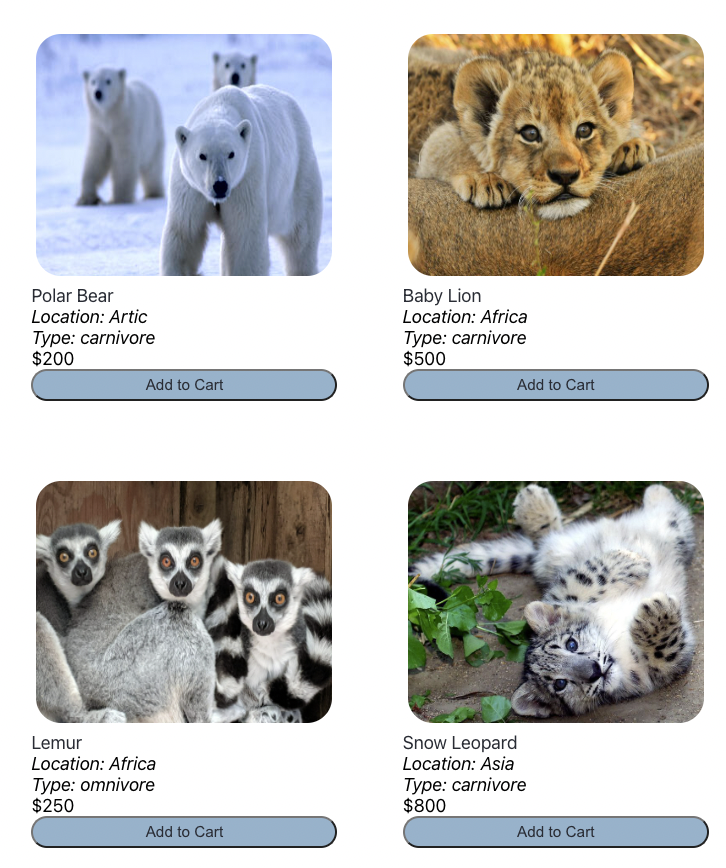 Polar Bear
Location: Artic
Type: carnivore
$200
Add to Cart
Baby Lion
Location: Africa
Type: carnivore
$500
Add to Cart
Lemur
Location: Africa
Type: omnivore
$250
Add to Cart
Snow Leopard
Location: Asia
Type: carnivore
$800
Add to Cart